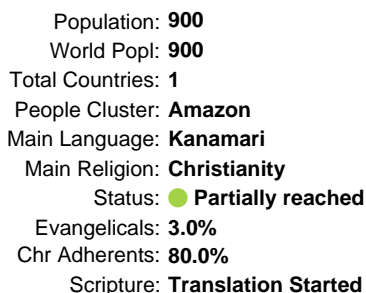 Population: 900
World Popl: 900
Total Countries: 1
People Cluster: Amazon
Main Language: Kanamari
Main Religion: Christianity
Status: Partially reached
Evangelicals: 3.0%
Chr Adherents: 80.0%
Scripture: Translation Started